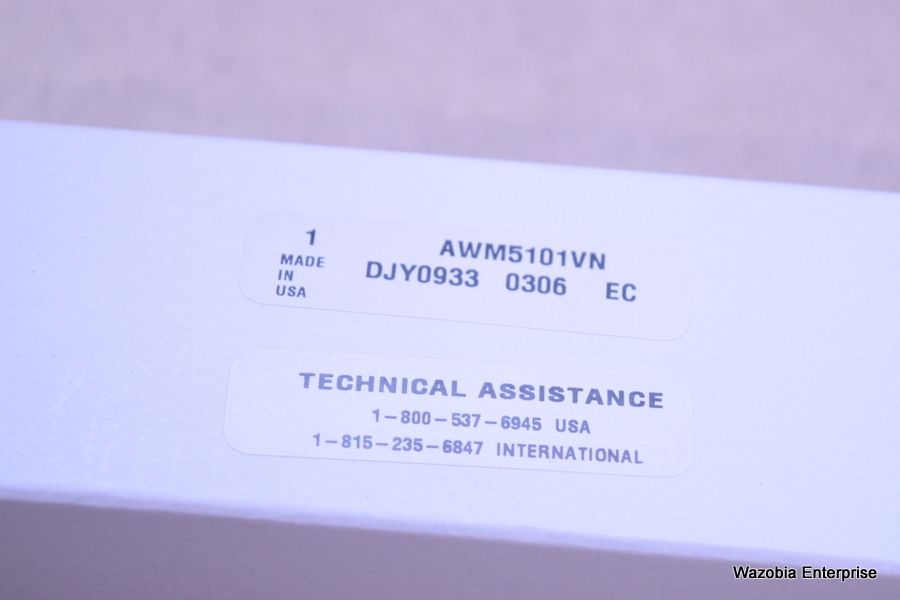 1 AWM5101VN
MADE IN USA DJY0933 0306 EC
TECHNICAL ASSISTANCE
1-800-537-6945 USA
1-815-235-6847 INTERNATIONAL
Wazobia Enterprise